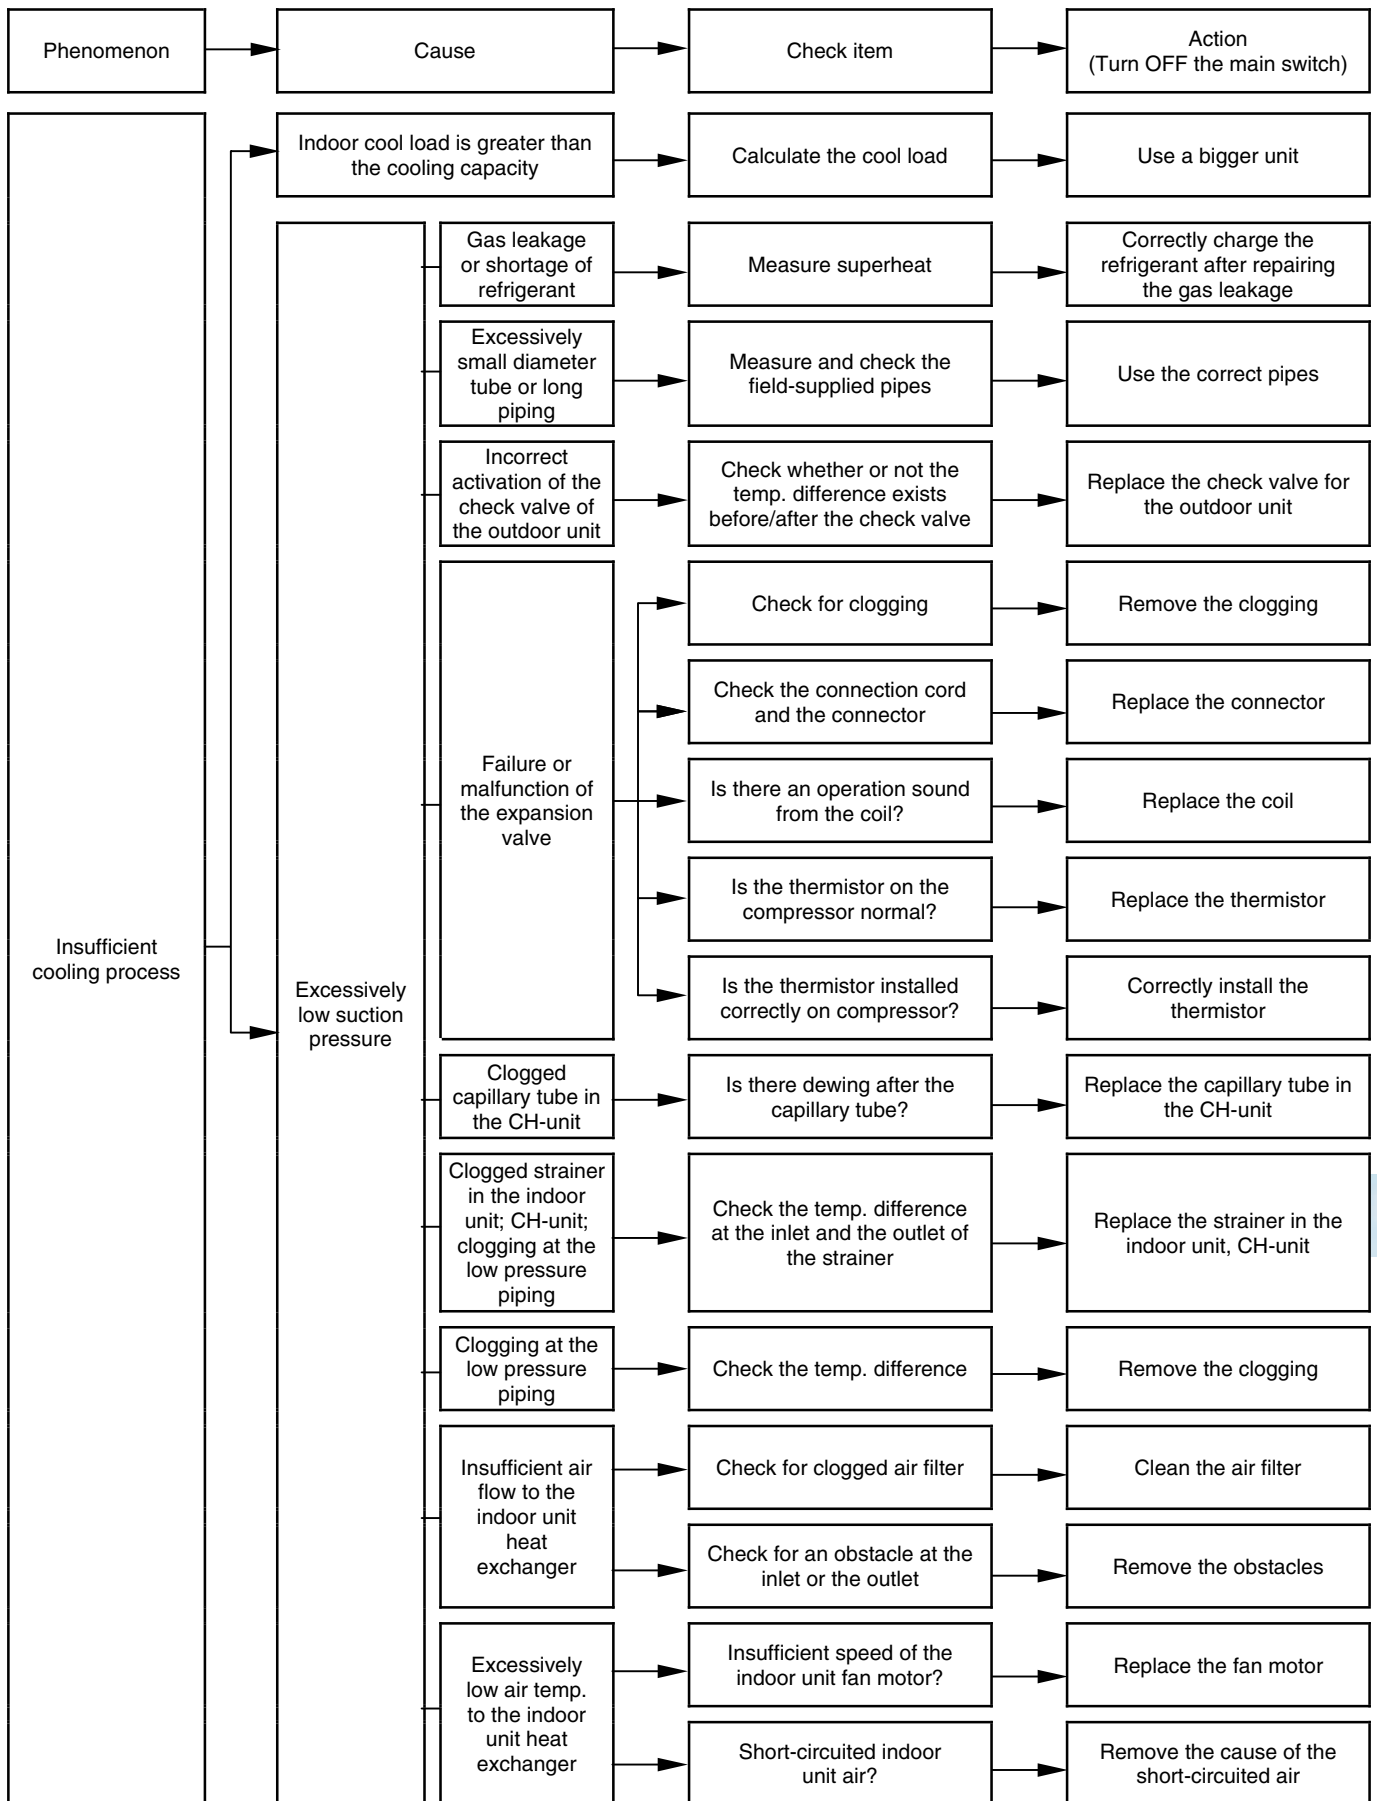 Phenomenon
Cause
Check item
Action
(Turn OFF the main switch)
Indoor cool load is greater than
the cooling capacity
Calculate the cool load
Use a bigger unit
Insufficient
cooling process
Excessively
low suction
pressure
Gas leakage
or shortage of
refrigerant
Measure superheat
Correctly charge the
refrigerant after repairing
the gas leakage
Excessively
small diameter
tube or long
piping
Measure and check the
field-supplied pipes
Use the correct pipes
Incorrect
activation of the
check valve of
the outdoor unit
Check whether or not the
temp. difference exists
before/after the check valve
Replace the check valve for
the outdoor unit
Failure or
malfunction of
the expansion
valve
Check for clogging
Remove the clogging
Check the connection cord
and the connector
Replace the connector
Is there an operation sound
from the coil?
Replace the coil
Is the thermistor on the
compressor normal?
Replace the thermistor
Is the thermistor installed
correctly on compressor?
Correctly install the
thermistor
Clogged
capillary tube in
the CH-unit
Is there dewing after the
capillary tube?
Replace the capillary tube in
the CH-unit
Clogged strainer
in the indoor
unit; CH-unit;
clogging at the
low pressure
piping
Check the temp. difference
at the inlet and the outlet of
the strainer
Replace the strainer in the
indoor unit, CH-unit
Clogging at the
low pressure
piping
Check the temp. difference
Remove the clogging
Insufficient air
flow to the
indoor unit
heat
exchanger
Check for clogged air filter
Clean the air filter
Check for an obstacle at the
inlet or the outlet
Remove the obstacles
Excessively
low air temp.
to the indoor
unit heat
exchanger
Insufficient speed of the
indoor unit fan motor?
Replace the fan motor
Short-circuited indoor
unit air?
Remove the cause of the
short-circuited air